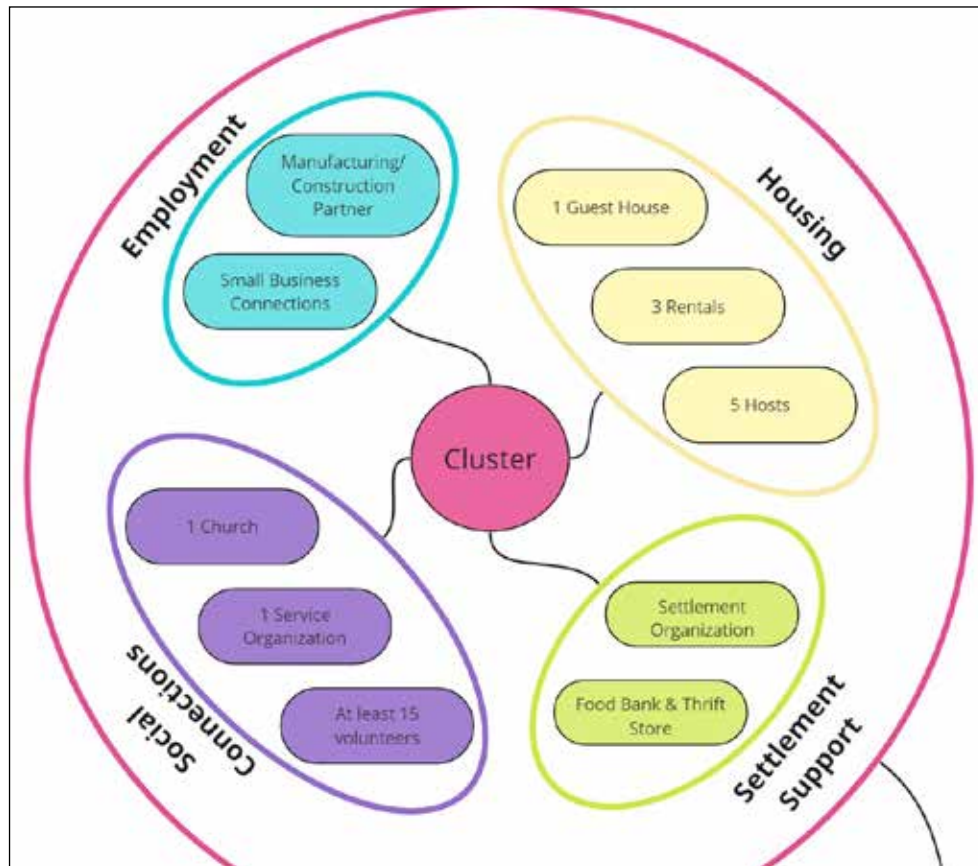 Employment
Manufacturing/
Construction
Partner
Small Business
Connections
Housing
1 Guest House
3 Rentals
5 Hosts
Cluster
Social
Connections
1 Church
1 Service
Organization
At least 15
volunteers
Settlement
Support
Settlement
Organization
Food Bank & Thrift
Store